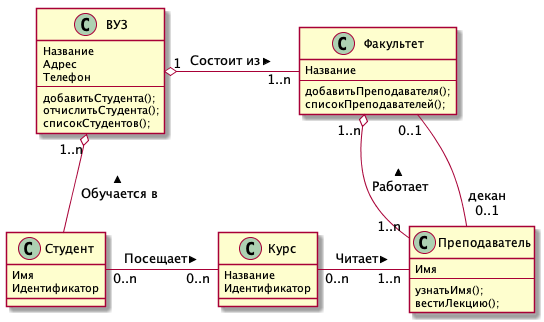 C ВУЗ
Название
Адрес
Телефон
добавитьСтудента();
отчислитьСтудента();
списокСтудентов();
1
Состоит из
1..n
C Факультет
Название
добавитьПреподавателя();
списокПреподавателей();
1..n
Обучается в
1..n
0..1
Работает
1..n
декан
0..1
C Студент
Имя
Идентификатор
Посещает
0..n
0..n
C Курс
Название
Идентификатор
Читает
0..n
1..n
C Преподаватель
Имя
узнатьИмя();
вестиЛекцию();